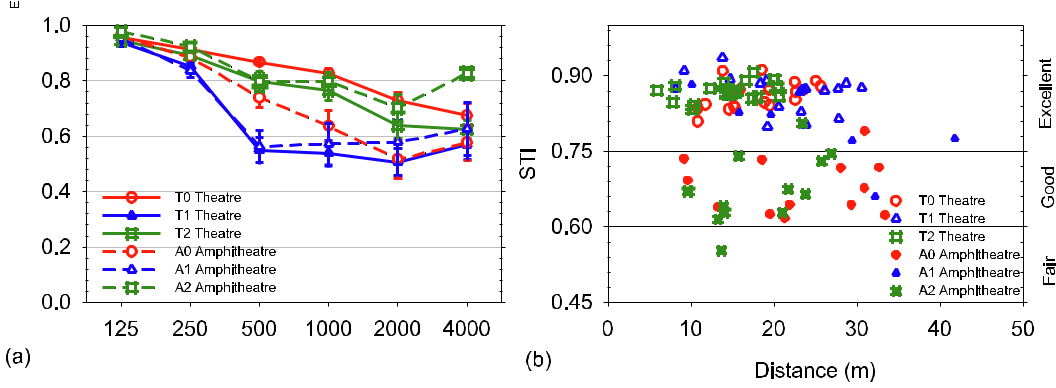 E
1.0
0.8
0.6
0.4
0.2
0.0
125 250 500 1000 2000 4000
T0 Theatre
T1 Theatre
T2 Theatre
A0 Amphitheatre
A1 Amphitheatre
A2 Amphitheatre
(a)
STI
0.90
0.75
0.60
0.45
0 10 20 30 40 50
Distance (m)
T0 Theatre
T1 Theatre
T2 Theatre
A0 Amphitheatre
A1 Amphitheatre
A2 Amphitheatre
Excellent
Good
Fair
(b)